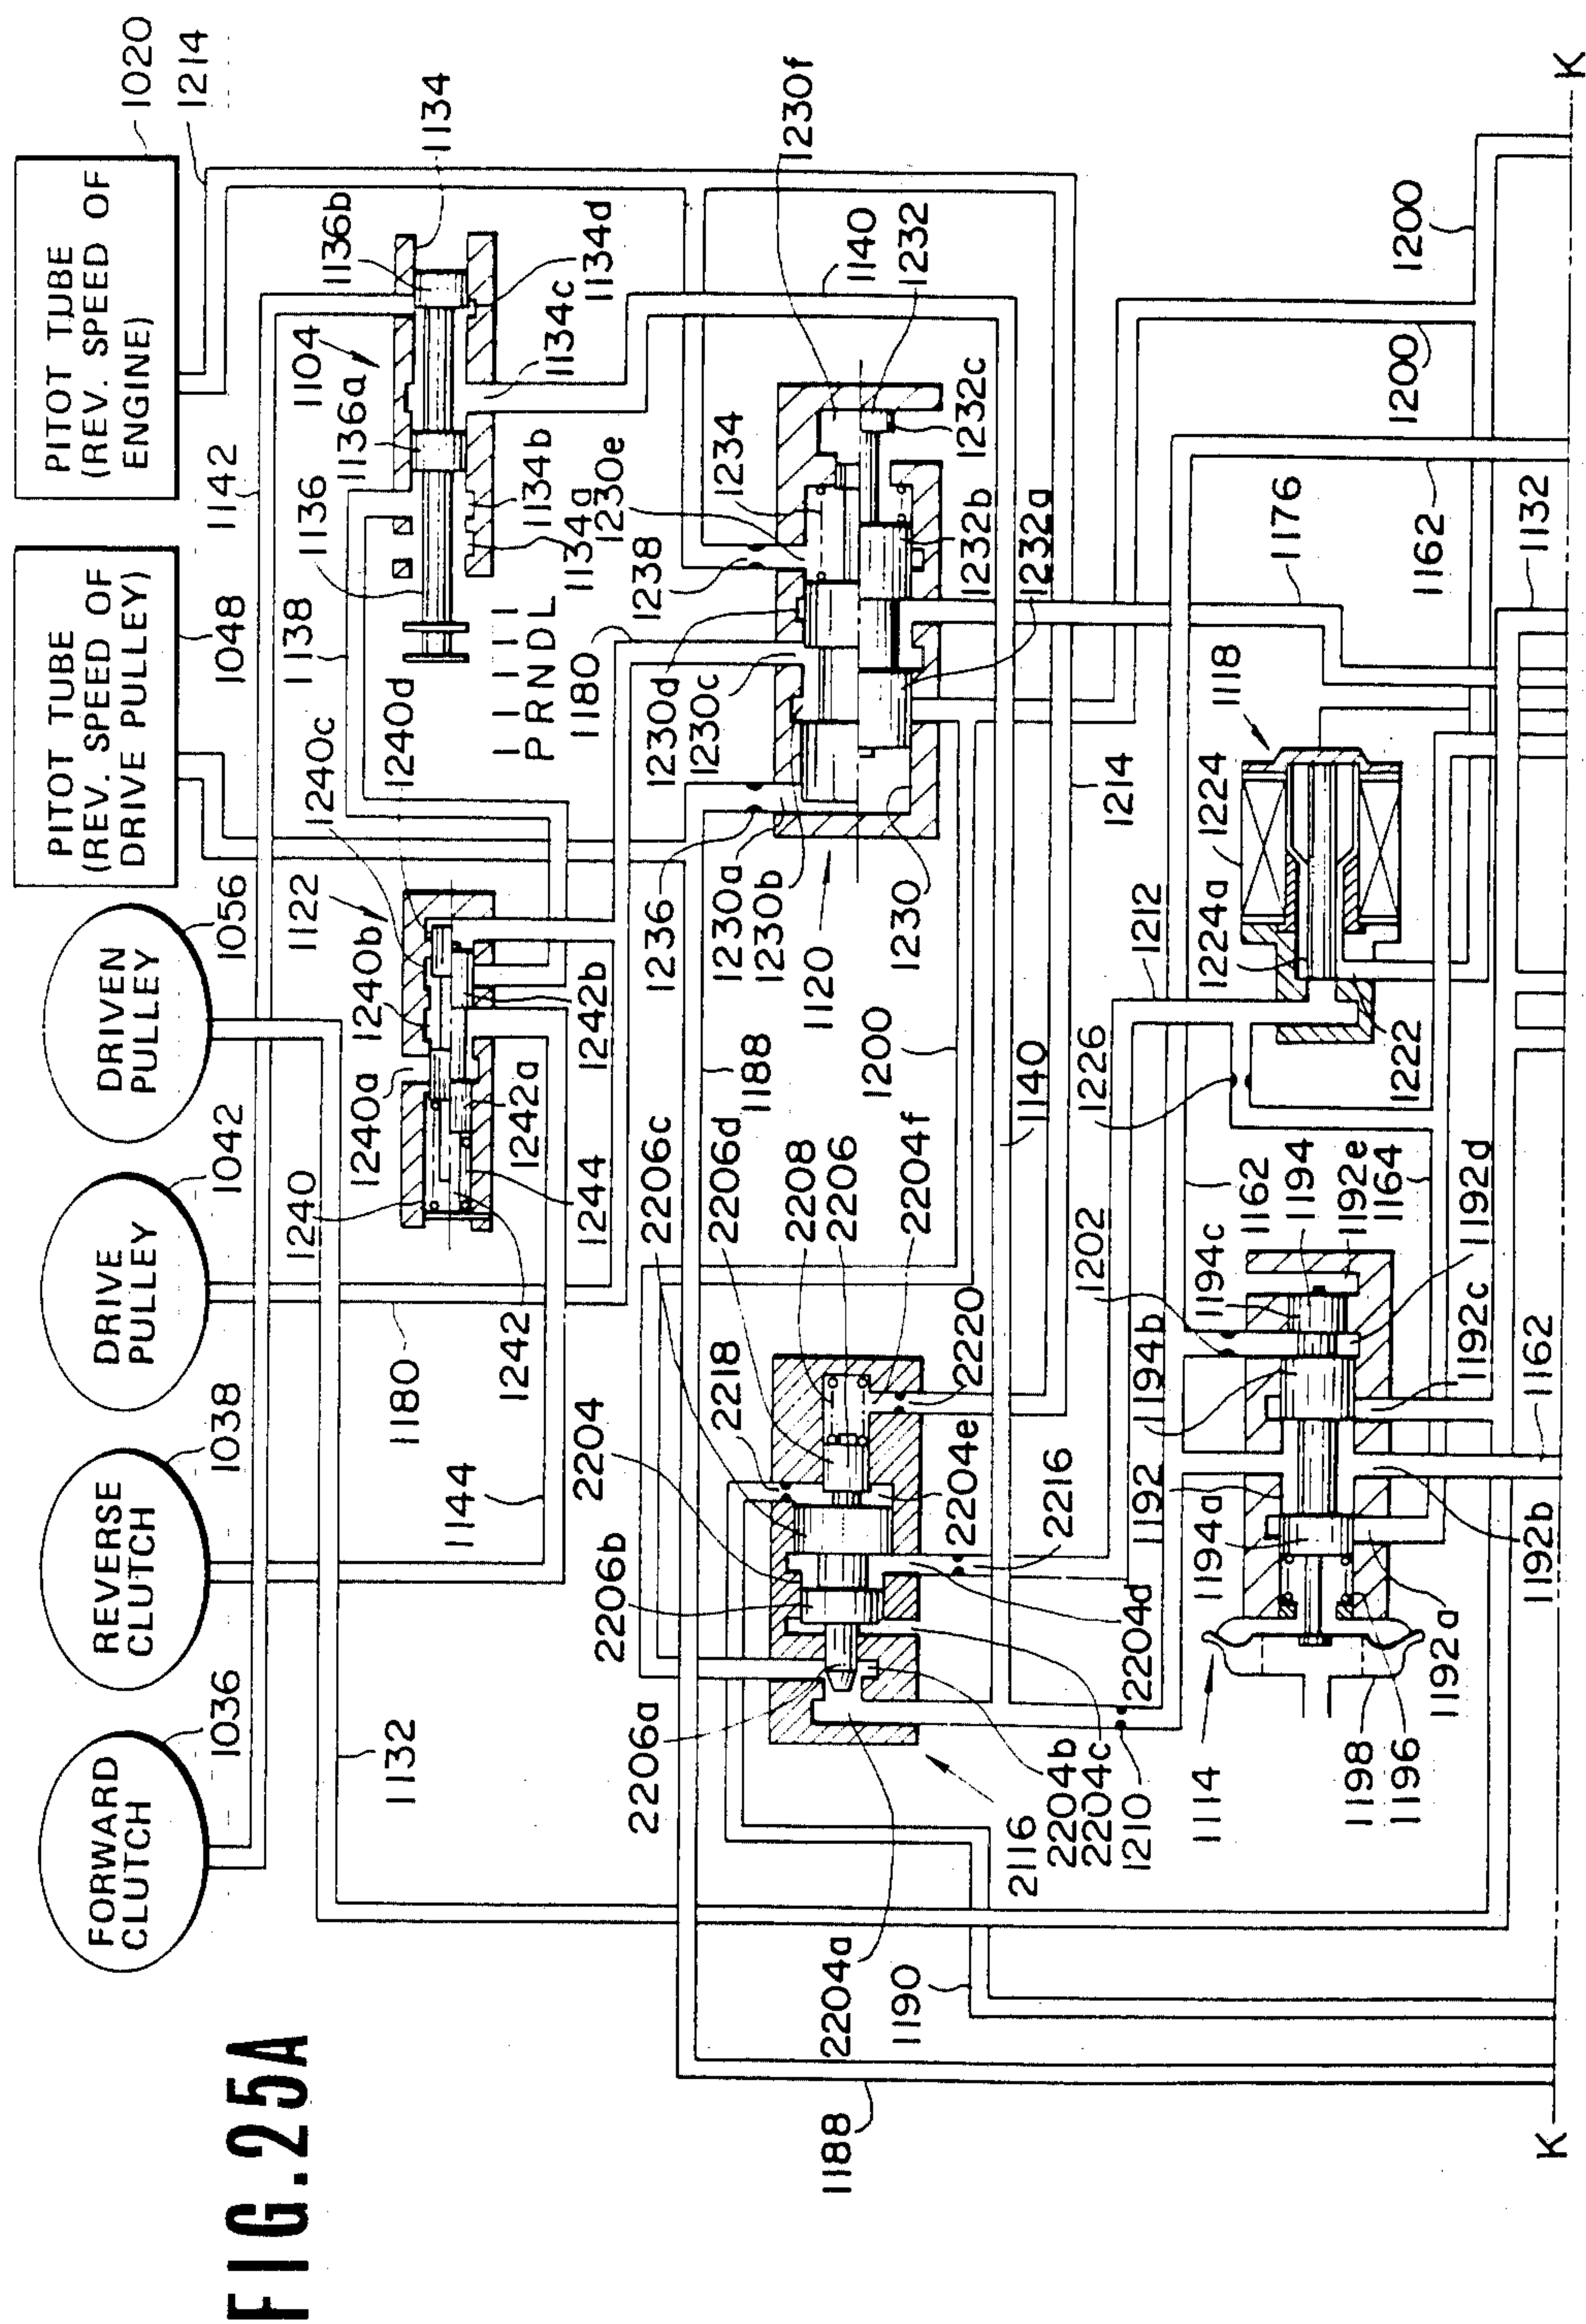 FIG.25A
FORWARD
CLUTCH
1036
REVERSE
CLUTCH
1038
DRIVE
PULLEY
1042
DRIVEN
PULLEY
1056
PITOT TUBE
(REV. SPEED OF
DRIVE PULLEY)
1048
PITOT TUBE
(REV. SPEED OF
ENGINE)
1020
1214
1132
1144
1180
1240
1240a
1240b
1122
1240c
1240d
1138
1136
1142
1136a
1104
1136b
1134
1242
1244
1242a
1242b
P R N D L
1134a
1134b
1134c
1134d
1140
1180
1230d
1230c
1238
1230e
1234
1230f
1232
1232c
1232b
1232a
1236
1230a
1230b
1120
1230
1188
1200
1214
1140
2206c
2206d
2208
2206
2204f
2218
2220
2204
2206b
2204e
2216
2206a
2204d
2204b
2204c
2116
1210
2204a
1190
1188
1114
1198
1196
1192a
1192b
1194a
1192
1194b
1202
1194c
1162
1194
1192e
1164
1192d
1192c
1162
1226
1212
1222
1224a
1224
1118
1176
1162
1132
1200
1200
K
K